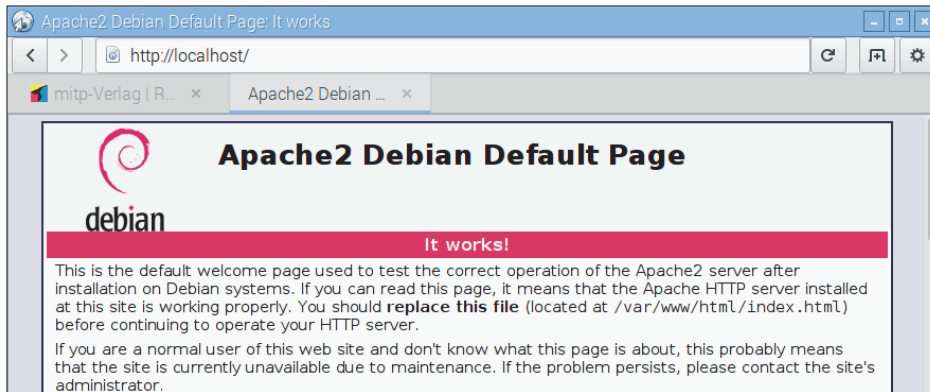 Apache2 Debian Default Page: It works
http://localhost/
mitp-Verlag | R... Apache2 Debian ...
Apache2 Debian Default Page
debian
It works!
This is the default welcome page used to test the correct operation of the Apache2 server after
installation on Debian systems. If you can read this page, it means that the Apache HTTP server installed
at this site is working properly. You should replace this file (located at /var/www/html/index.html)
before continuing to operate your HTTP server.
If you are a normal user of this web site and don't know what this page is about, this probably means
that the site is currently unavailable due to maintenance. If the problem persists, please contact the site's
administrator.